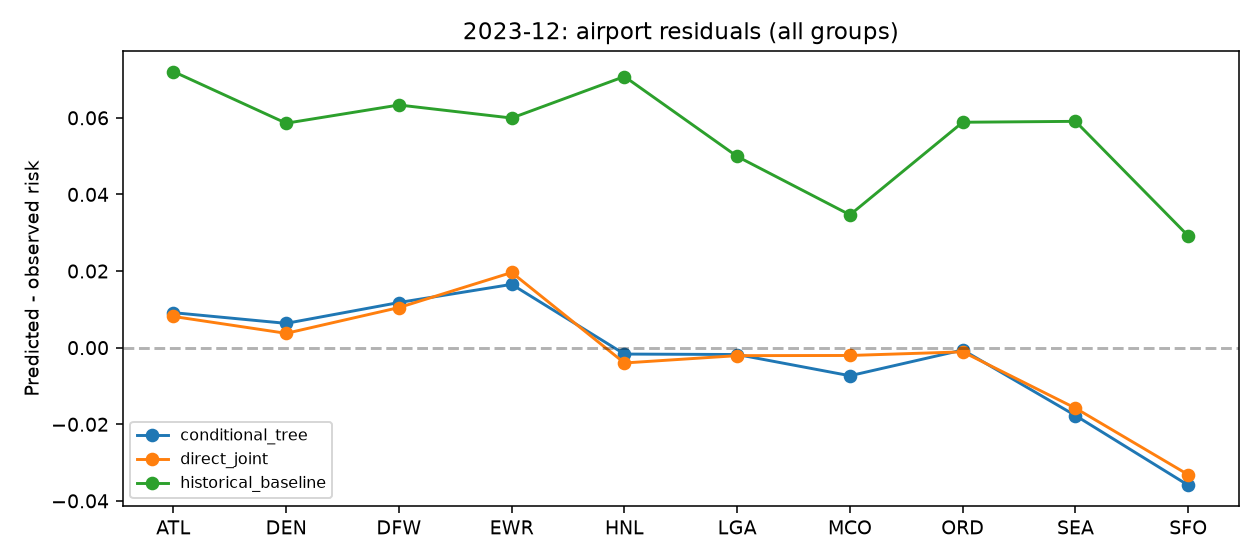 2023-12: airport residuals (all groups)
Predicted - observed risk
0.06
0.04
0.02
0.00
−0.02
−0.04
conditional_tree
direct_joint
historical_baseline
ATL DEN DFW EWR HNL LGA MCO ORD SEA SFO